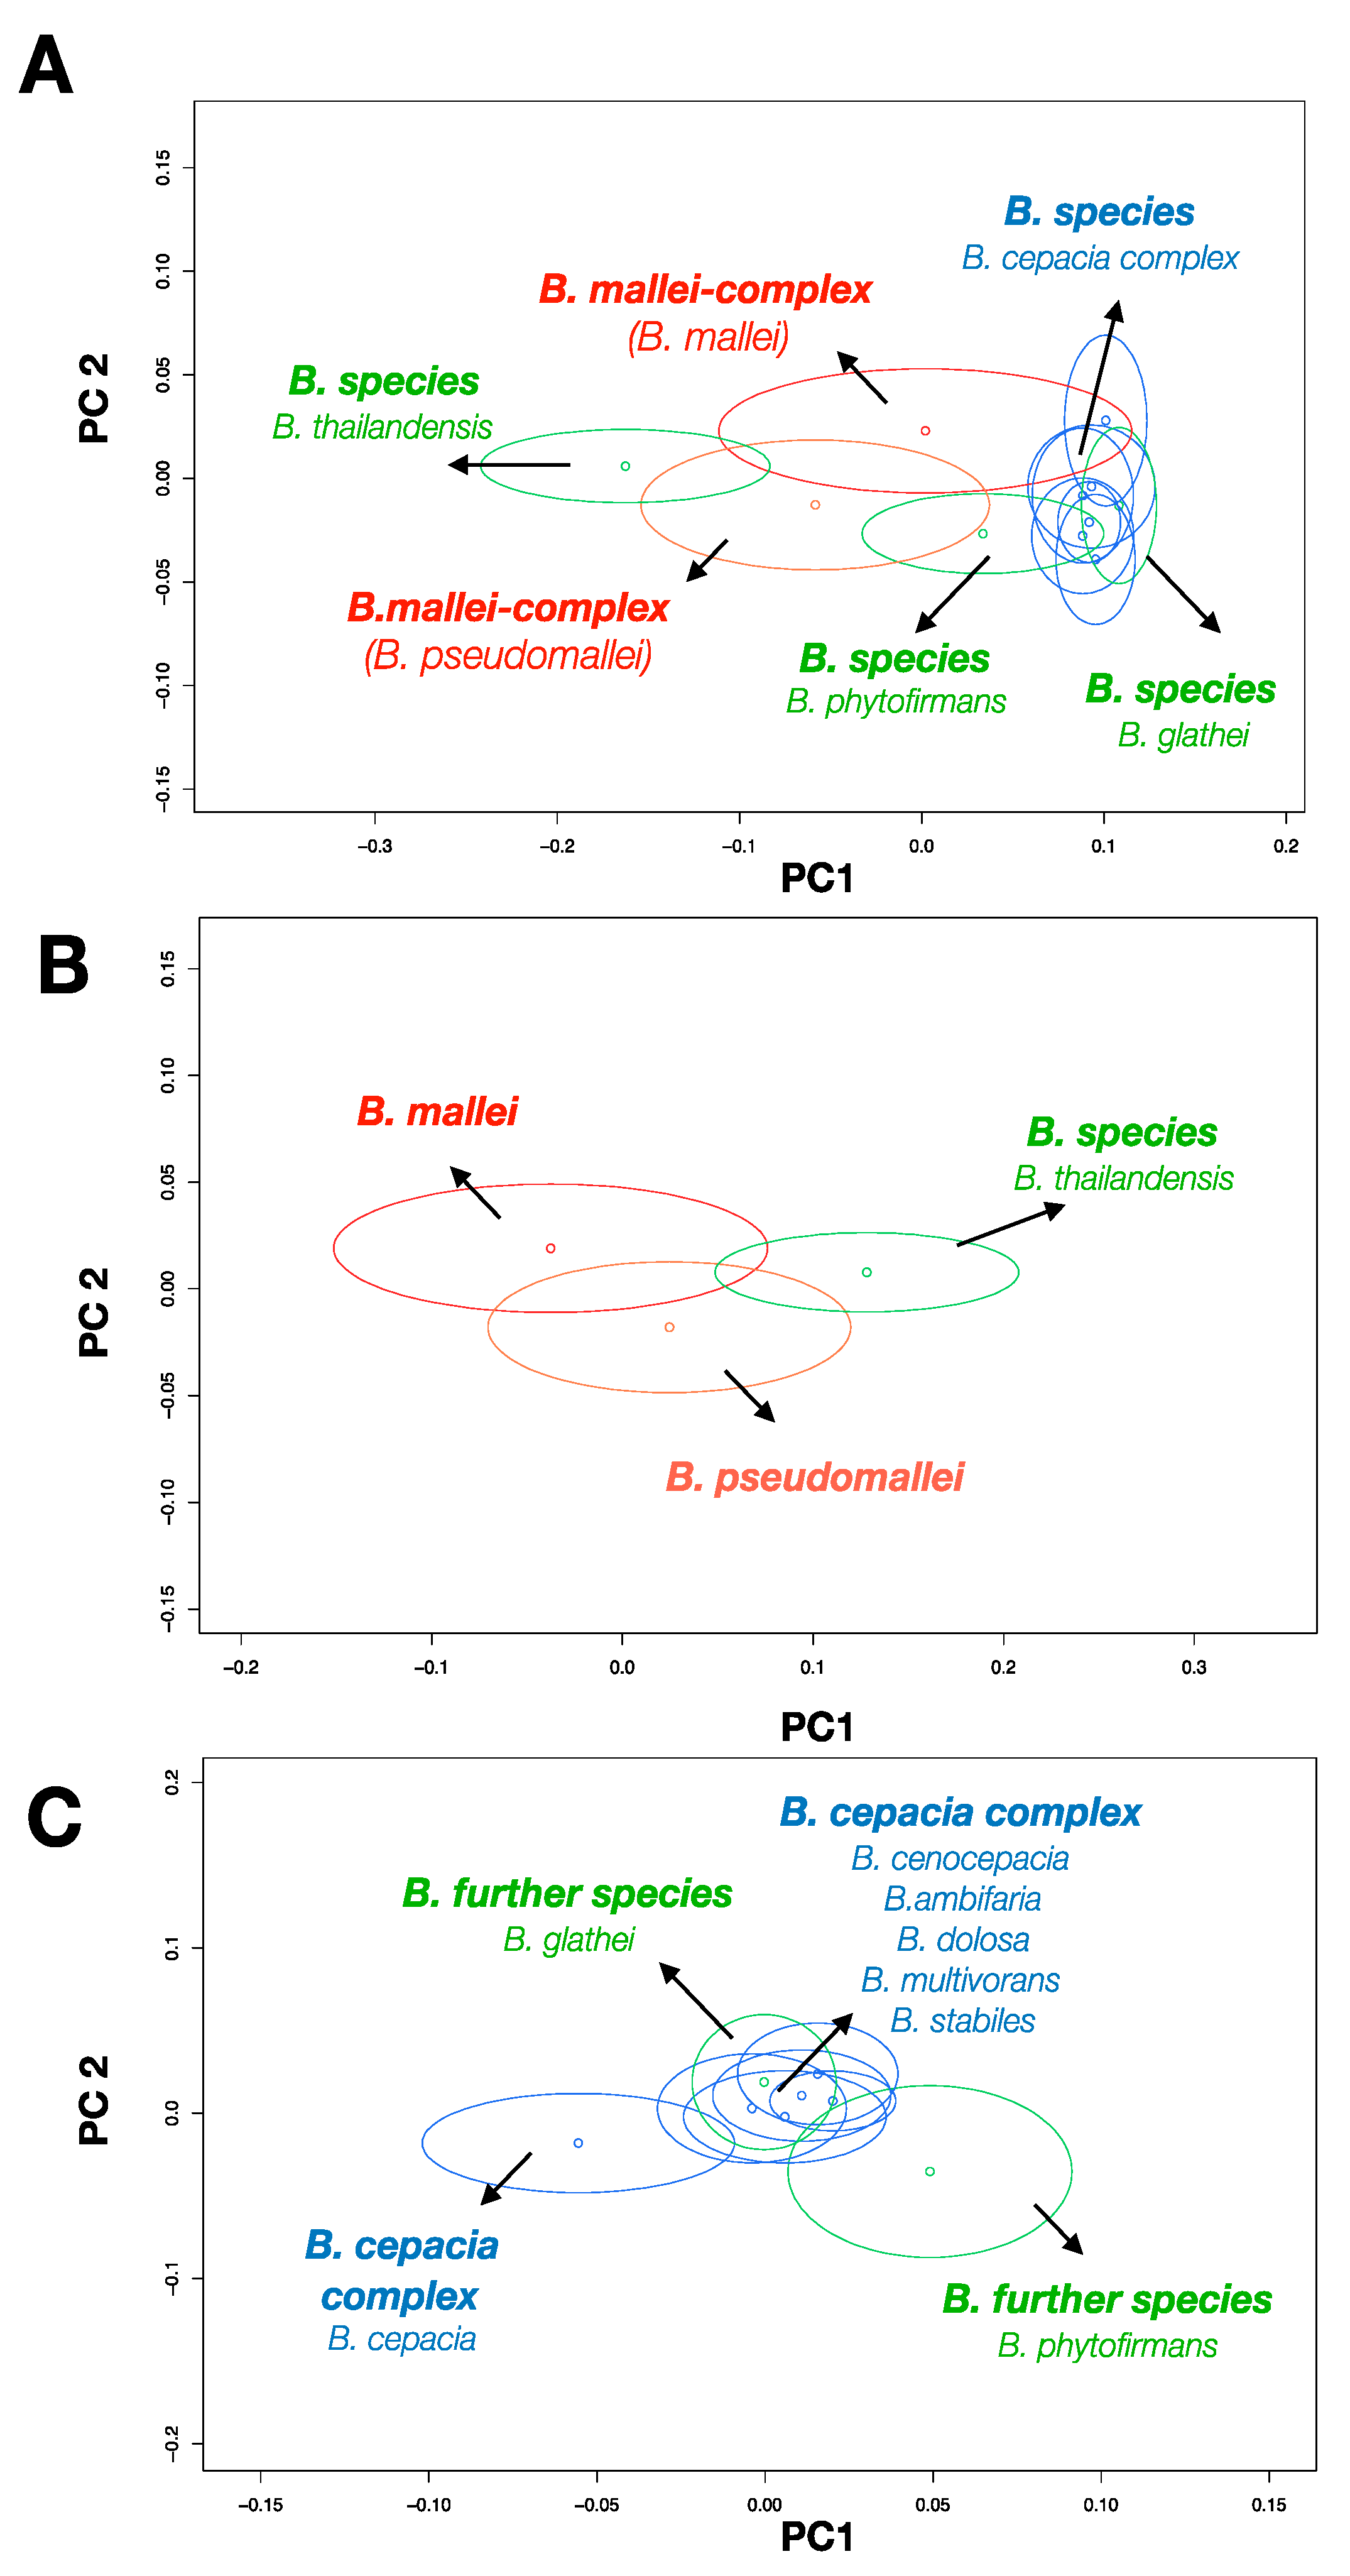 A
B. species
B. cepacia complex
B. mallei-complex
(B. mallei)
B. species
B. thailandensis
B.mallei-complex
(B. pseudomallei)
B. species
B. phytofirmans
B. species
B. glathei
PC 2
0.15
0.10
0.05
0.00
−0.05
−0.10
−0.15
−0.3 −0.2 −0.1 0.0 0.1 0.2
PC1
B
B. mallei
B. species
B. thailandensis
B. pseudomallei
PC 2
0.15
0.10
0.05
0.00
−0.05
−0.10
−0.15
−0.2 −0.1 0.0 0.1 0.2 0.3
PC1
C
B. cepacia complex
B. cenocepacia
B.ambifaria
B. dolosa
B. multivorans
B. stabiles
B. further species
B. glathei
B. cepacia
complex
B. cepacia
B. further species
B. phytofirmans
PC 2
0.2
0.1
0.0
−0.1
−0.2
−0.15 −0.10 −0.05 0.00 0.05 0.10 0.15
PC1